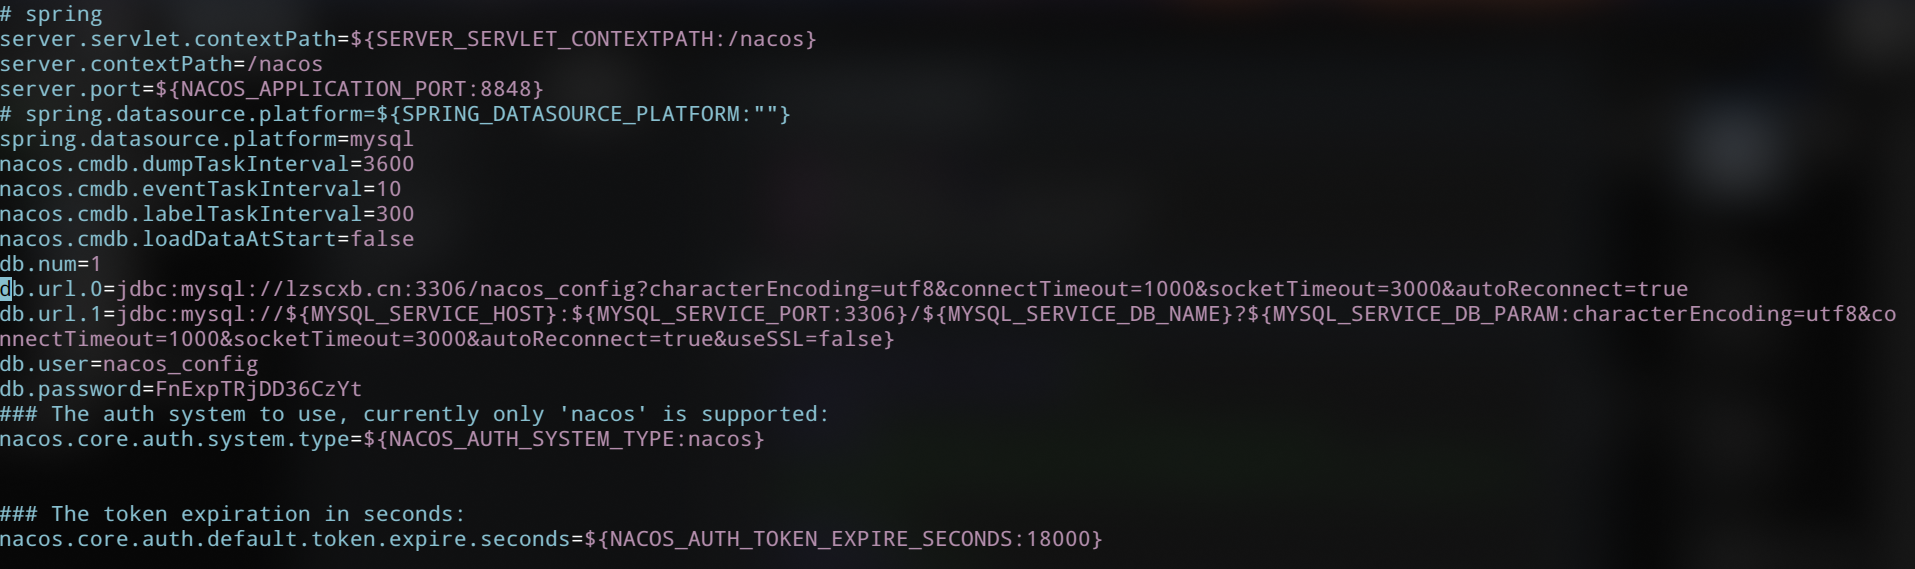 # spring
server.servlet.contextPath=${SERVER_SERVLET_CONTEXTPATH:/nacos}
server.contextPath=/nacos
server.port=${NACOS_APPLICATION_PORT:8848}
# spring.datasource.platform=${SPRING_DATASOURCE_PLATFORM:""}
spring.datasource.platform=mysql
nacos.cmdb.dumpTaskInterval=3600
nacos.cmdb.eventTaskInterval=10
nacos.cmdb.labelTaskInterval=300
nacos.cmdb.loadDataAtStart=false
db.num=1
db.url.0=jdbc:mysql://lzscxb.cn:3306/nacos_config?characterEncoding=utf8&connectTimeout=1000&socketTimeout=3000&autoReconnect=true
db.url.1=jdbc:mysql://${MYSQL_SERVICE_HOST}:${MYSQL_SERVICE_PORT:3306}/${MYSQL_SERVICE_DB_NAME}?${MYSQL_SERVICE_DB_PARAM:characterEncoding=utf8&co
nnectTimeout=1000&socketTimeout=3000&autoReconnect=true&useSSL=false}
db.user=nacos_config
db.password=FnExpTRjDD36CzYt
### The auth system to use, currently only 'nacos' is supported:
nacos.core.auth.system.type=${NACOS_AUTH_SYSTEM_TYPE:nacos}
### The token expiration in seconds:
nacos.core.auth.default.token.expire.seconds=${NACOS_AUTH_TOKEN_EXPIRE_SECONDS:18000}